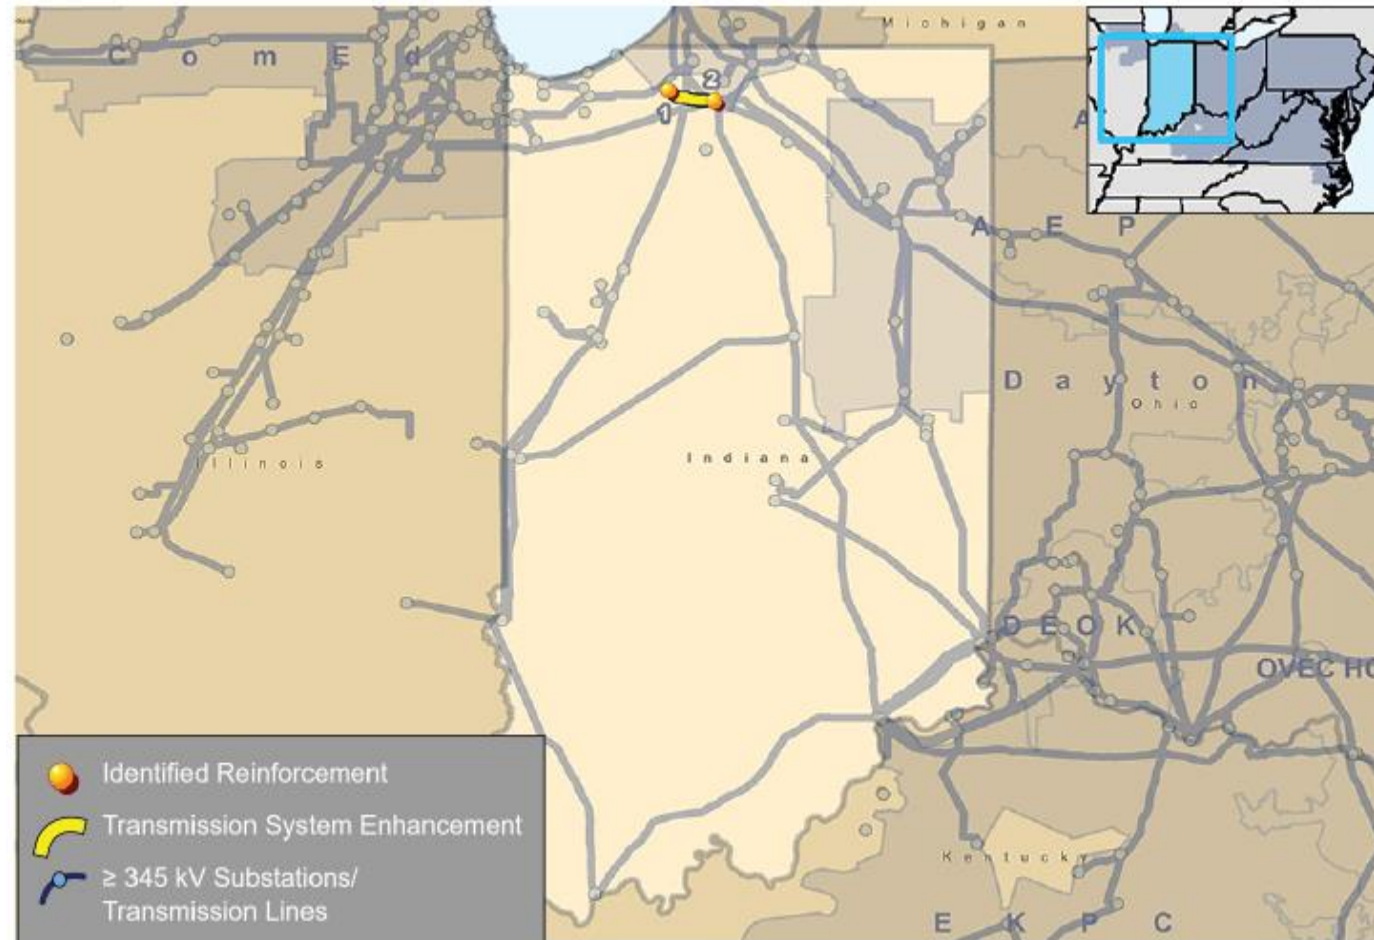 Michigan
ComEd
2
1
A
AEP
Dayton
Ohio
Indiana
Illinois
DEOK
OVEC HQ
Identified Reinforcement
Transmission System Enhancement
≥ 345 kV Substations/
Transmission Lines
Kentucky
EKPC